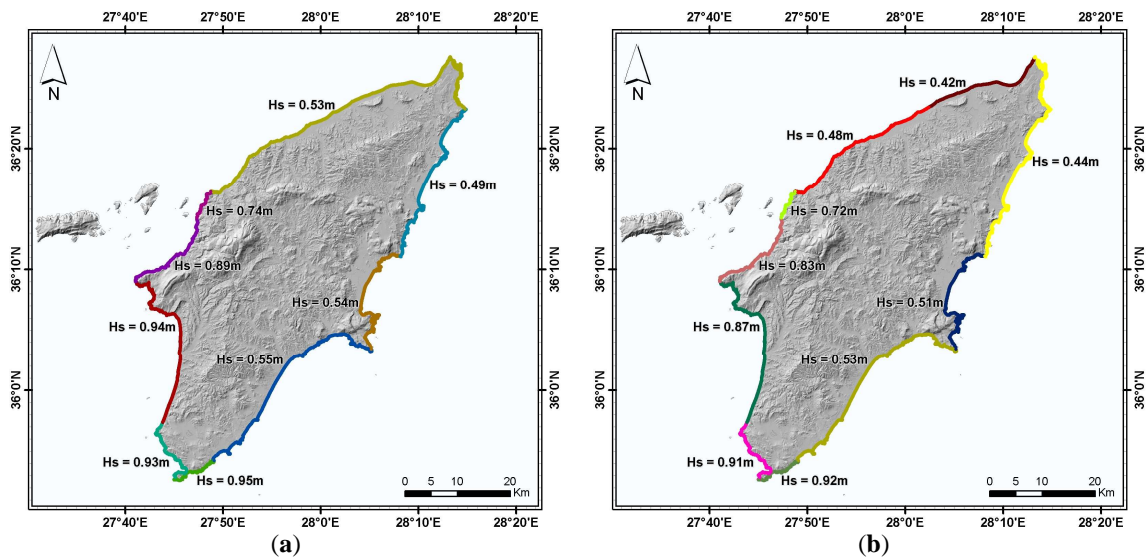 27°40'E 27°50'E 28°0'E 28°10'E 28°20'E
36°20'N
36°10'N
36°0'N
N
Hs = 0.53m
Hs = 0.49m
Hs = 0.74m
Hs = 0.89m
Hs = 0.54m
Hs = 0.94m
Hs = 0.55m
Hs = 0.93m
Hs = 0.95m
0 5 10 20
Km
27°40'E 27°50'E 28°0'E 28°10'E 28°20'E
(a)
27°40'E 27°50'E 28°0'E 28°10'E 28°20'E
36°20'N
36°10'N
36°0'N
N
Hs = 0.42m
Hs = 0.48m
Hs = 0.44m
Hs = 0.72m
Hs = 0.83m
Hs = 0.51m
Hs = 0.87m
Hs = 0.53m
Hs = 0.91m
Hs = 0.92m
0 5 10 20
Km
36°20'N
36°10'N
36°0'N
27°40'E 27°50'E 28°0'E 28°10'E 28°20'E
(b)